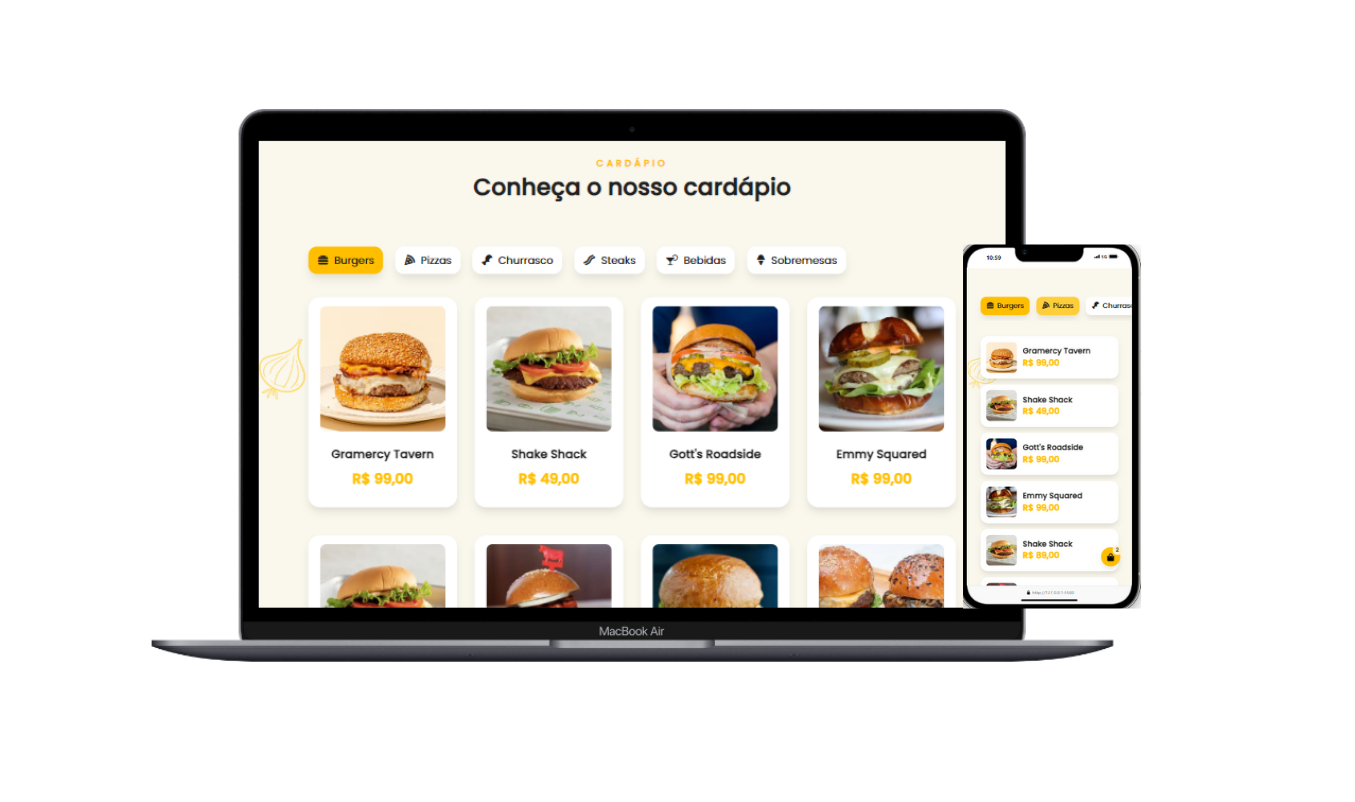 CARDÁPIO
Conheça o nosso cardápio
Burgers Pizzas Churrasco Steaks Bebidas Sobremesas
Gramercy Tavern Shake Shack Gott's Roadside Emmy Squared
R$ 99,00 R$ 49,00 R$ 99,00 R$ 99,00
MacBook Air
10:59
Burgers Pizzas Churras
Gramercy Tavern
R$ 99,00
Shake Shack
R$ 49,00
Gott's Roadside
R$ 99,00
Emmy Squared
R$ 99,00
Shake Shack
R$ 89,00